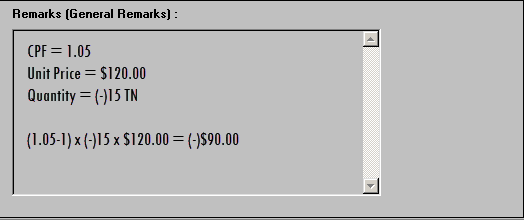 Remarks (General Remarks) :
CPF = 1.05
Unit Price = $120.00
Quantity = (-)15 TN
(1.05-1) x (-)15 x $120.00 = (-)$90.00